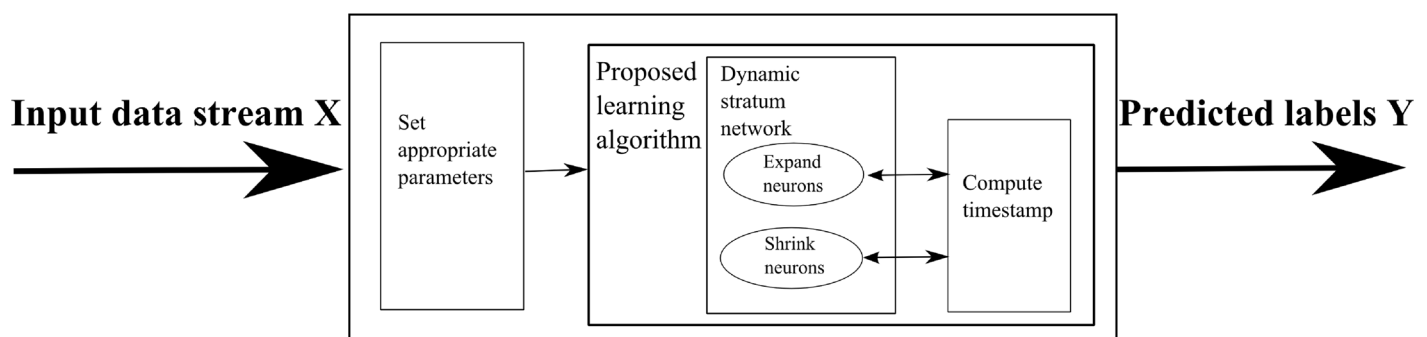 Input data stream X
Set
appropriate
parameters
Proposed
learning
algorithm
Dynamic
stratum
network
Expand
neurons
Shrink
neurons
Compute
timestamp
Predicted labels Y